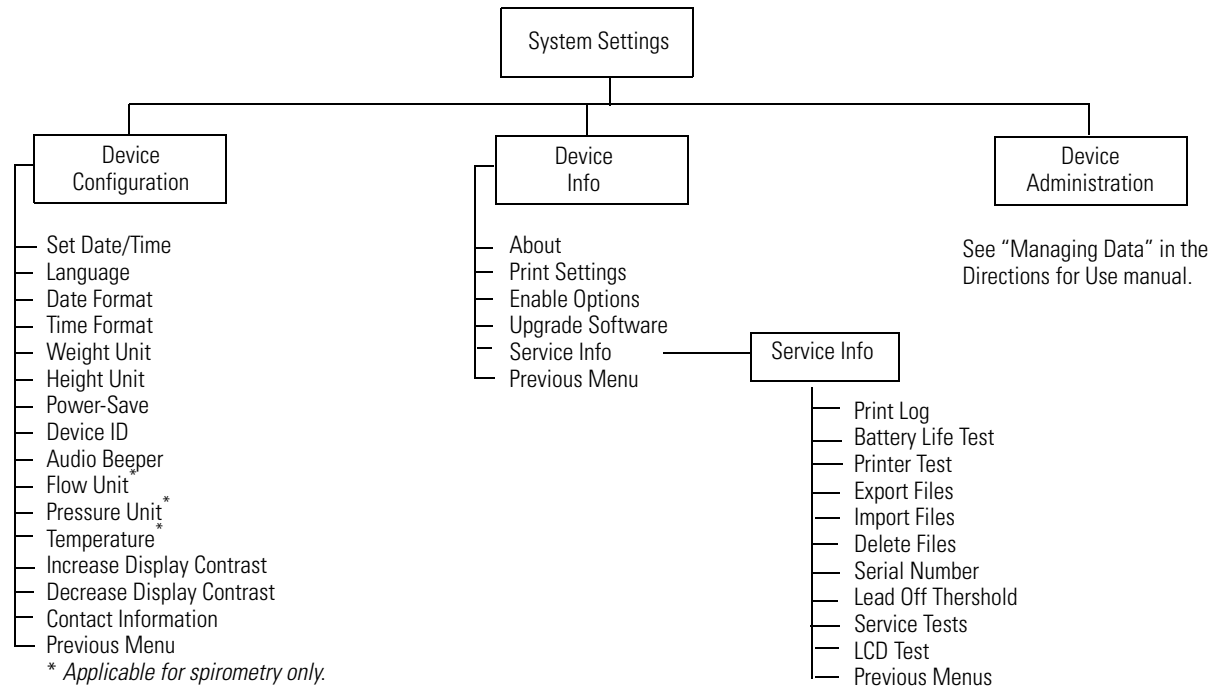 System Settings
Device
Configuration
Set Date/Time
Language
Date Format
Time Format
Weight Unit
Height Unit
Power-Save
Device ID
Audio Beeper
Flow Unit*
Pressure Unit*
Temperature*
Increase Display Contrast
Decrease Display Contrast
Contact Information
Previous Menu
* Applicable for spirometry only.
Device
Info
About
Print Settings
Enable Options
Upgrade Software
Service Info
Previous Menu
Service Info
Print Log
Battery Life Test
Printer Test
Export Files
Import Files
Delete Files
Serial Number
Lead Off Thershold
Service Tests
LCD Test
Previous Menus
Device
Administration
See “Managing Data” in the
Directions for Use manual.